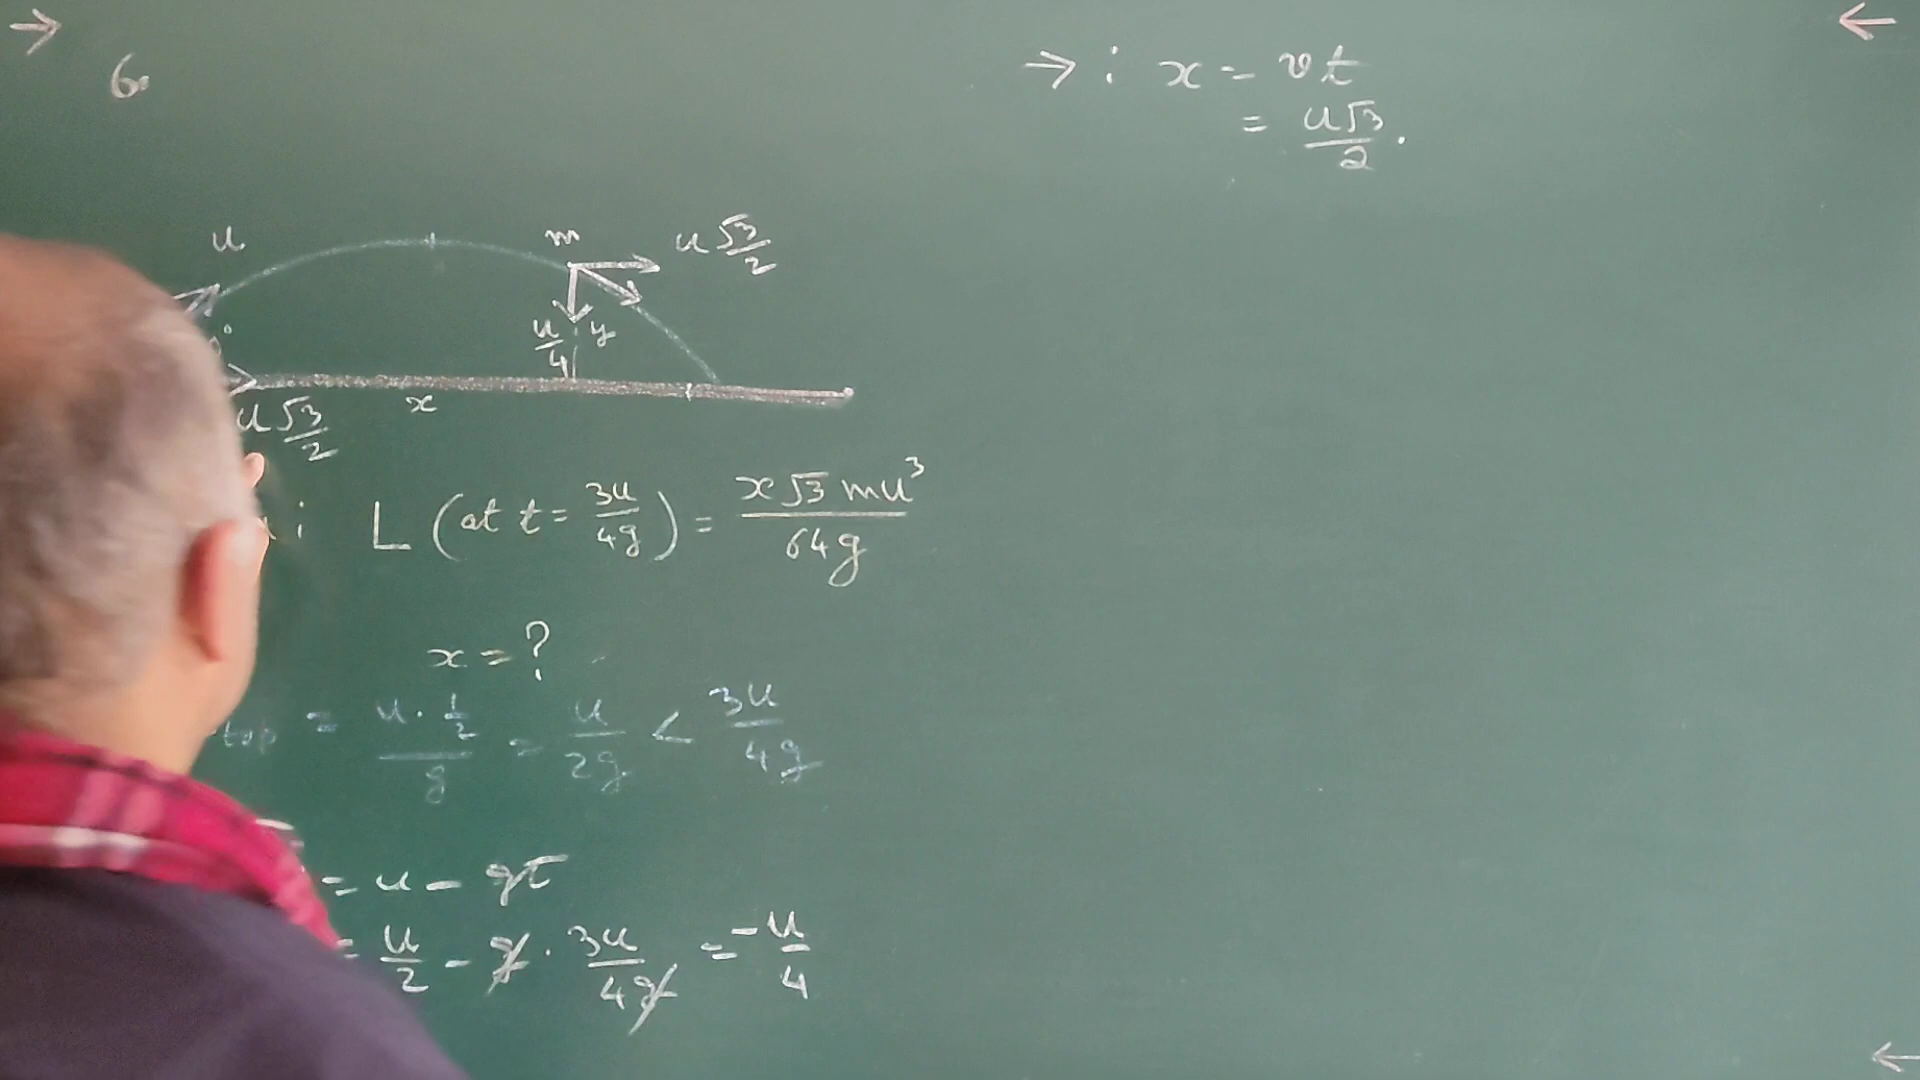 6.
u
m
u √3/2
u/4 y
x
u √3/2
: L (at t = 3u/4g) = x √3 mu³ / 64g
x = ?
top = u · 1/2 / g = u/2g < 3u/4g
= u - gt
= u/2 - g · 3u/4g = -u/4
→ : x = vt
= u√3/2 .